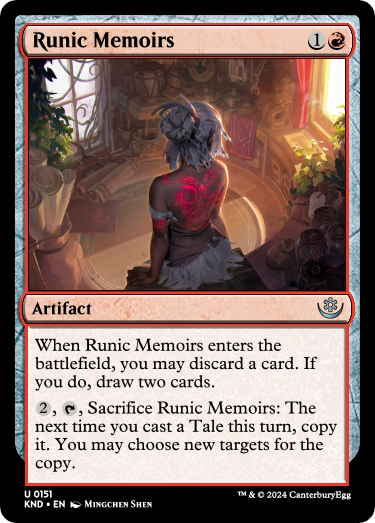 Runic Memoirs 1
Artifact
When Runic Memoirs enters the
battlefield, you may discard a card. If
you do, draw two cards.
2, , Sacrifice Runic Memoirs: The
next time you cast a Tale this turn, copy
it. You may choose new targets for the
copy.
U 0151
KND • EN Mingchen Shen
™ & © 2024 CanterburyEgg